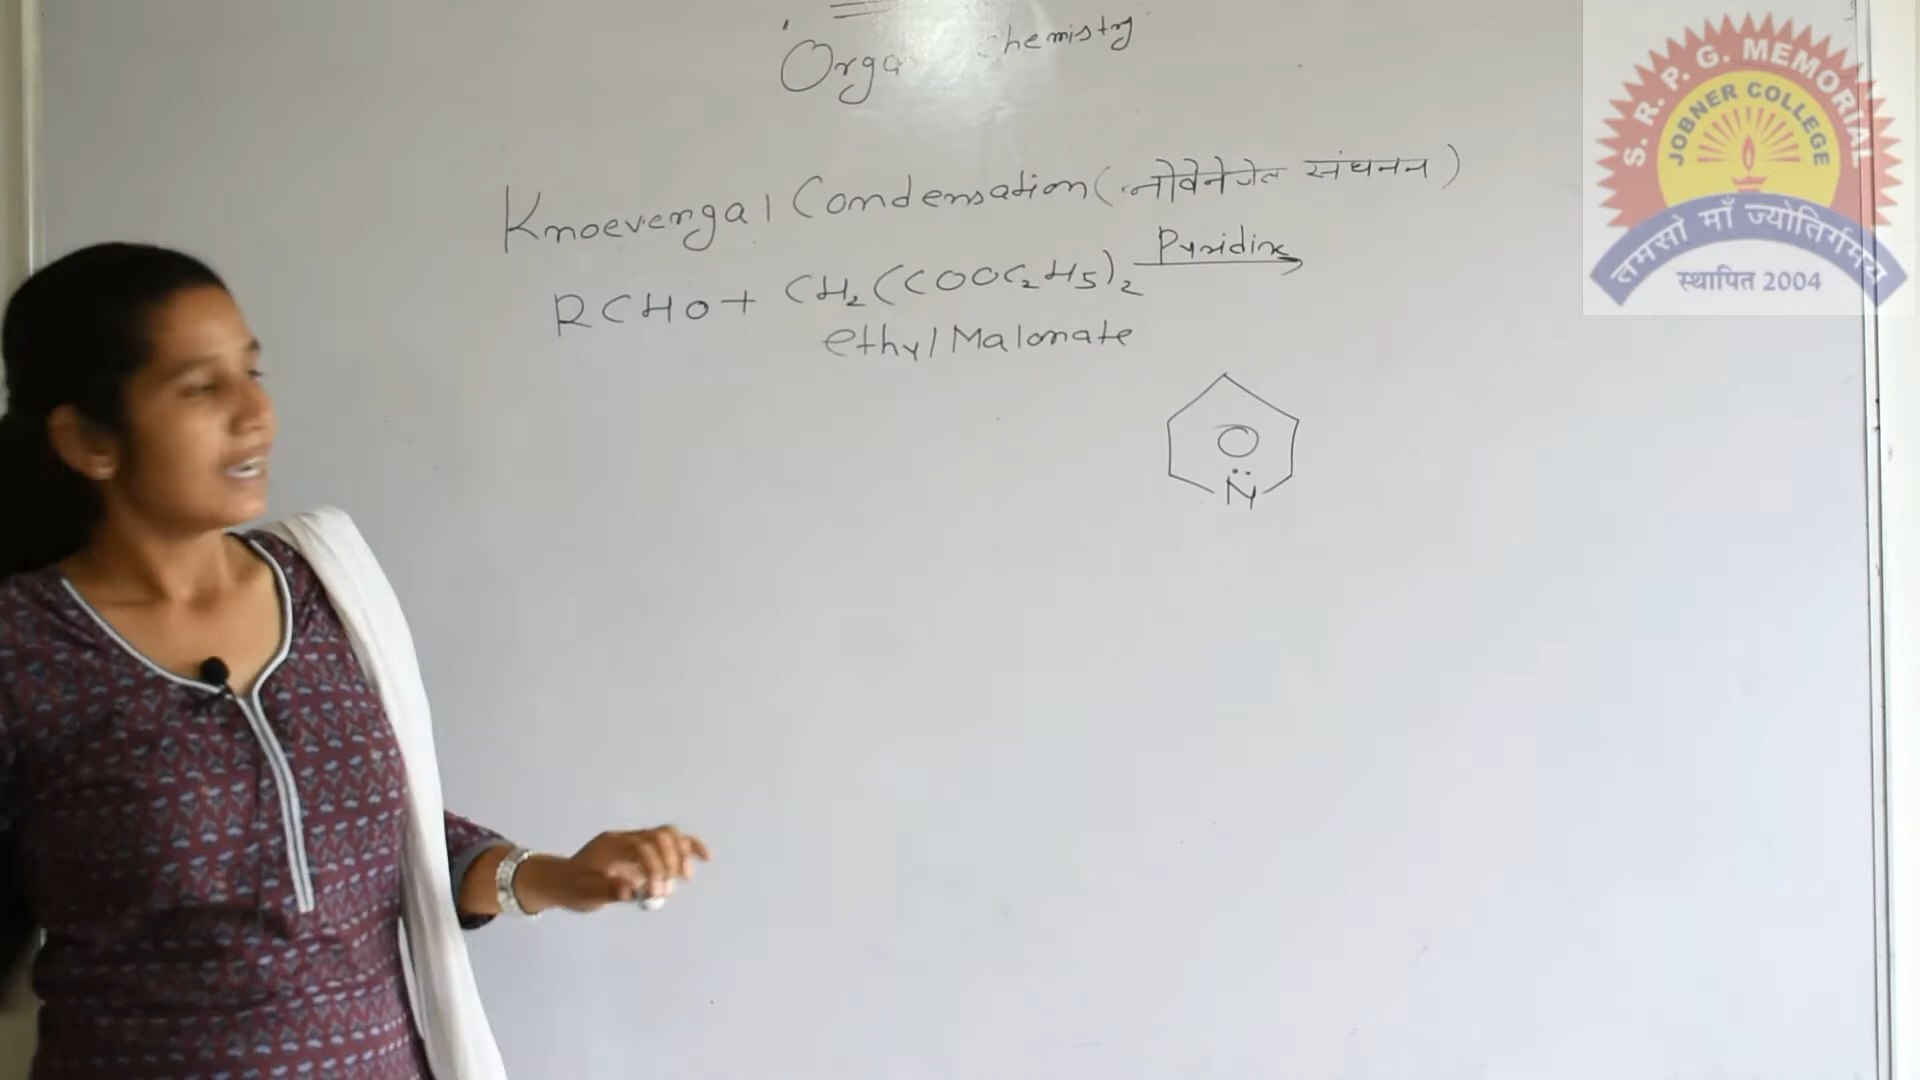 Organic Chemistry
Knoevengal Condensation (नोवेनेजेल संघनन)
RCHO + CH₂(COOC₂H₅)₂ Pyridine
ethyl Malonate
N
S. R. P. G. MEMORIAL
JOBNER COLLEGE
तमसो माँ ज्योतिर्गमय
स्थापित 2004